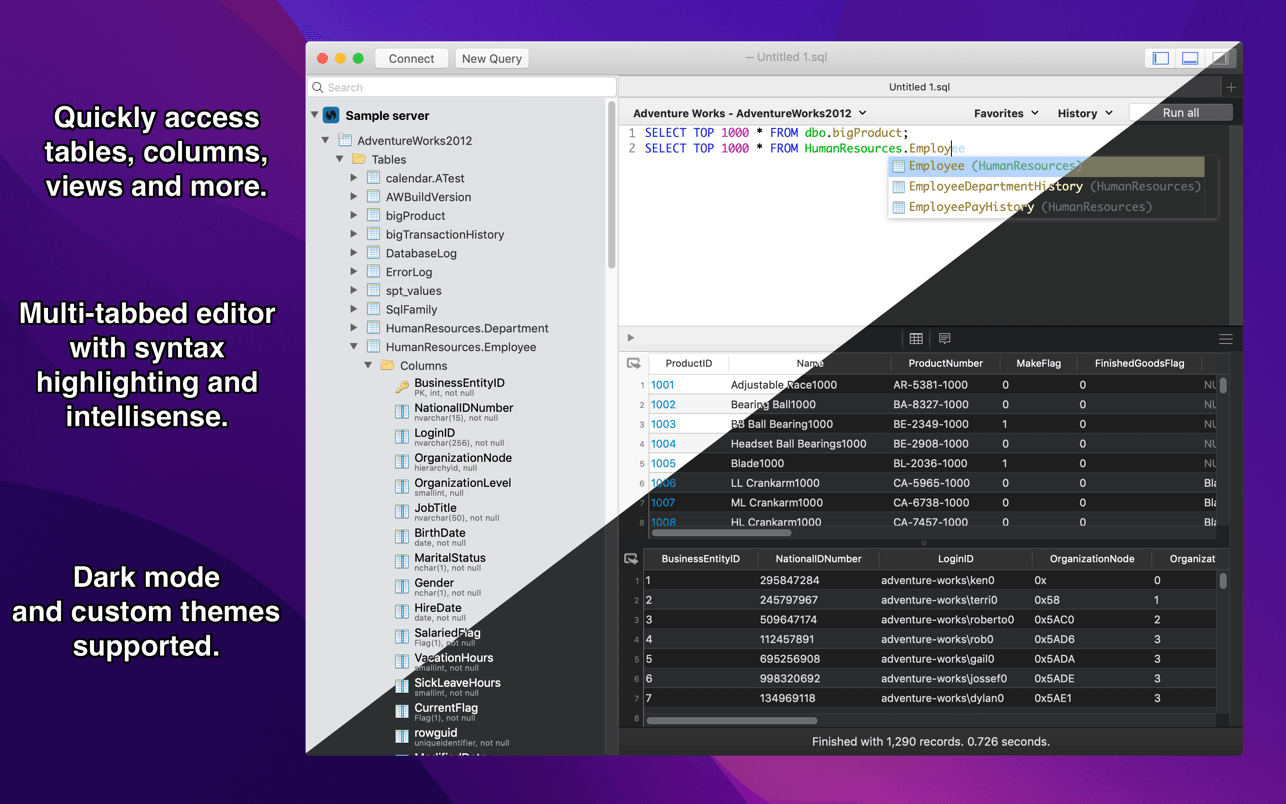 Quickly access
tables, columns,
views and more.
Multi-tabbed editor
with syntax
highlighting and
intellisense.
Dark mode
and custom themes
supported.
Connect
New Query
— Untitled 1.sql
Search
Sample server
AdventureWorks2012
Tables
calendar.ATest
AWBuildVersion
bigProduct
bigTransactionHistory
DatabaseLog
ErrorLog
spt_values
SqlFamily
HumanResources.Department
HumanResources.Employee
Columns
BusinessEntityID
PK, int, not null
NationalIDNumber
nvarchar(15), not null
LoginID
nvarchar(256), not null
OrganizationNode
hierarchyid, null
OrganizationLevel
smallint, null
JobTitle
nvarchar(50), not null
BirthDate
date, not null
MaritalStatus
nchar(1), not null
Gender
nchar(1), not null
HireDate
date, not null
SalariedFlag
Flag(1), not null
VacationHours
smallint, not null
SickLeaveHours
smallint, not null
CurrentFlag
Flag(1), not null
rowguid
uniqueidentifier, not null
Untitled 1.sql
Adventure Works - AdventureWorks2012 Favorites History Run all
1 SELECT TOP 1000 * FROM dbo.bigProduct;
2 SELECT TOP 1000 * FROM HumanResources.Employee
Employee (HumanResources)
EmployeeDepartmentHistory (HumanResources)
EmployeePayHistory (HumanResources)
ProductID Name ProductNumber MakeFlag FinishedGoodsFlag
1 1001 Adjustable Race1000 AR-5381-1000 0 0 NU
2 1002 Bearing Ball1000 BA-8327-1000 0 0 NU
3 1003 BB Ball Bearing1000 BE-2349-1000 1 0 NU
4 1004 Headset Ball Bearings1000 BE-2908-1000 0 0 NU
5 1005 Blade1000 BL-2036-1000 1 0 NU
6 1006 LL Crankarm1000 CA-5965-1000 0 0 Bla
7 1007 ML Crankarm1000 CA-6738-1000 0 0 Bla
8 1008 HL Crankarm1000 CA-7457-1000 0 0 Bla
BusinessEntityID NationalIDNumber LoginID OrganizationNode Organizat
1 1 295847284 adventure-works\ken0 0x 0
2 2 245797967 adventure-works\terri0 0x58 1
3 3 509647174 adventure-works\roberto0 0x5AC0 2
4 4 112457891 adventure-works\rob0 0x5AD6 3
5 5 695256908 adventure-works\gail0 0x5ADA 3
6 6 998320692 adventure-works\jossef0 0x5ADE 3
7 7 134969118 adventure-works\dylan0 0x5AE1 3
8
Finished with 1,290 records. 0.726 seconds.